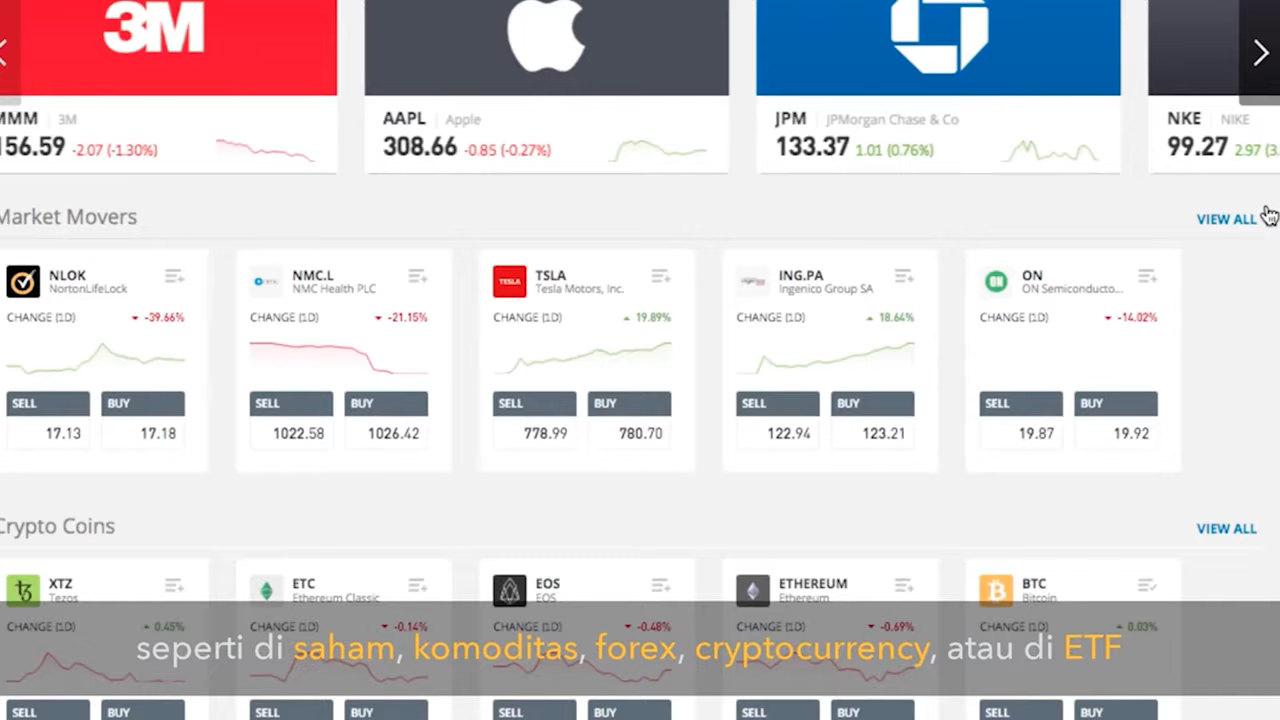 3M
MMM | 3M
156.59 -2.07 (-1.30%)
AAPL | Apple
308.66 -0.85 (-0.27%)
JPM | JPMorgan Chase & Co
133.37 1.01 (0.76%)
NKE | NIKE
99.27 2.97 (3.
Market Movers
VIEW ALL
NLOK
NortonLifeLock
CHANGE (1D) -39.66%
SELL BUY
17.13 17.18
NMC.L
NMC Health PLC
CHANGE (1D) -21.15%
SELL BUY
1022.58 1026.42
TESLA
TSLA
Tesla Motors, Inc.
CHANGE (1D) 19.89%
SELL BUY
778.99 780.70
ING.PA
Ingenico Group SA
CHANGE (1D) 18.64%
SELL BUY
122.94 123.21
ON
ON
ON Semiconducto...
CHANGE (1D) -14.02%
SELL BUY
19.87 19.92
Crypto Coins
VIEW ALL
XTZ
Tezos
CHANGE (1D) 0.45%
SELL BUY
ETC
Ethereum Classic
CHANGE (1D) -0.14%
SELL BUY
EOS
EOS
CHANGE (1D) -0.48%
SELL BUY
ETHEREUM
Ethereum
CHANGE (1D) -0.69%
SELL BUY
BTC
Bitcoin
CHANGE (1D) 0.03%
SELL BUY
seperti di saham, komoditas, forex, cryptocurrency, atau di ETF